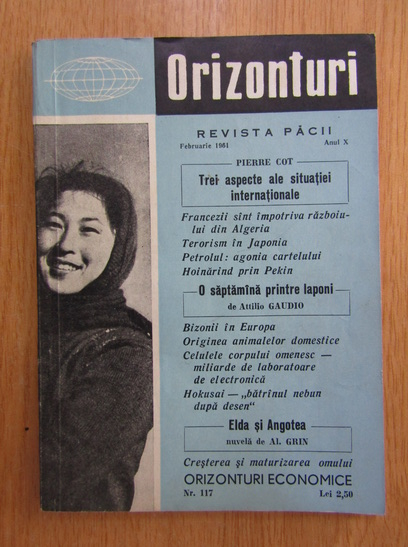 Orizonturi
REVISTA PĂCII
Februarie 1961 Anul X
PIERRE COT
Trei aspecte ale situației
internaționale
Francezii sînt împotriva războiu-
lui din Algeria
Terorism în Japonia
Petrolul: agonia cartelului
Hoinărind prin Pekin
O săptămînă printre laponi
de Attilio GAUDIO
Bizonii în Europa
Originea animalelor domestice
Celulele corpului omenesc —
miliarde de laboratoare
de electronică
Hokusai — „bătrînul nebun
după desen“
Elda și Angotea
nuvelă de Al. GRIN
Creșterea și maturizarea omului
ORIZONTURI ECONOMICE
Nr. 117 Lei 2,50